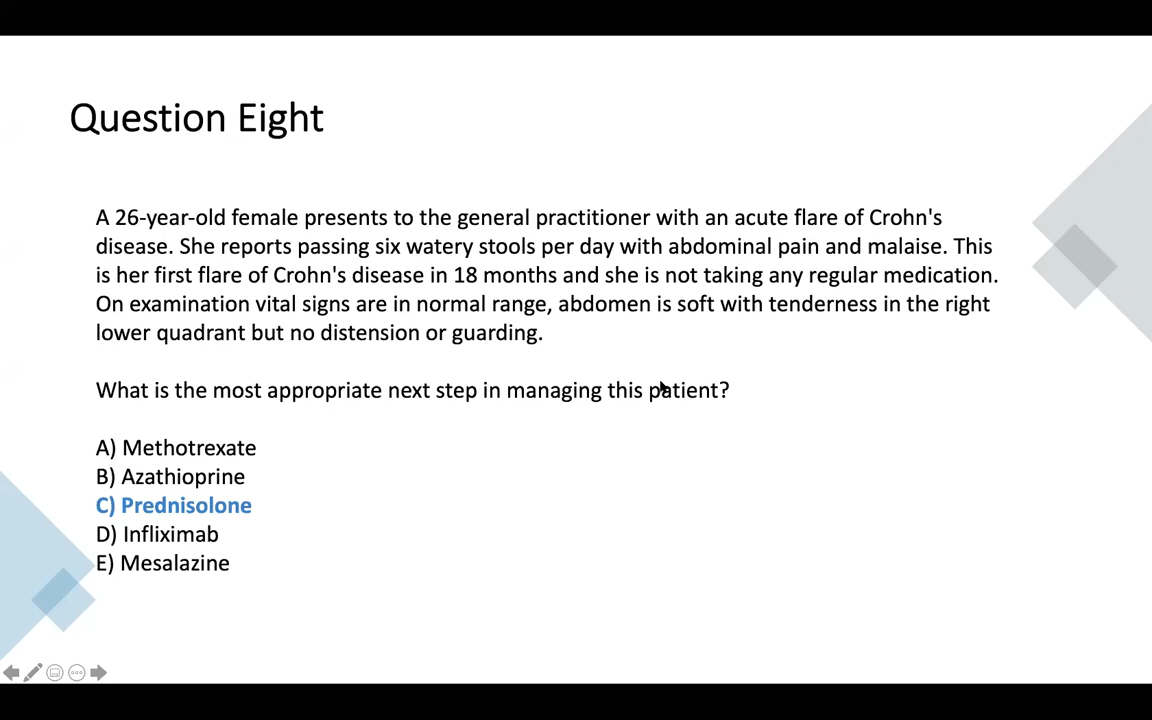 Question Eight
A 26-year-old female presents to the general practitioner with an acute flare of Crohn's
disease. She reports passing six watery stools per day with abdominal pain and malaise. This
is her first flare of Crohn's disease in 18 months and she is not taking any regular medication.
On examination vital signs are in normal range, abdomen is soft with tenderness in the right
lower quadrant but no distension or guarding.
What is the most appropriate next step in managing this patient?
A) Methotrexate
B) Azathioprine
C) Prednisolone
D) Infliximab
E) Mesalazine